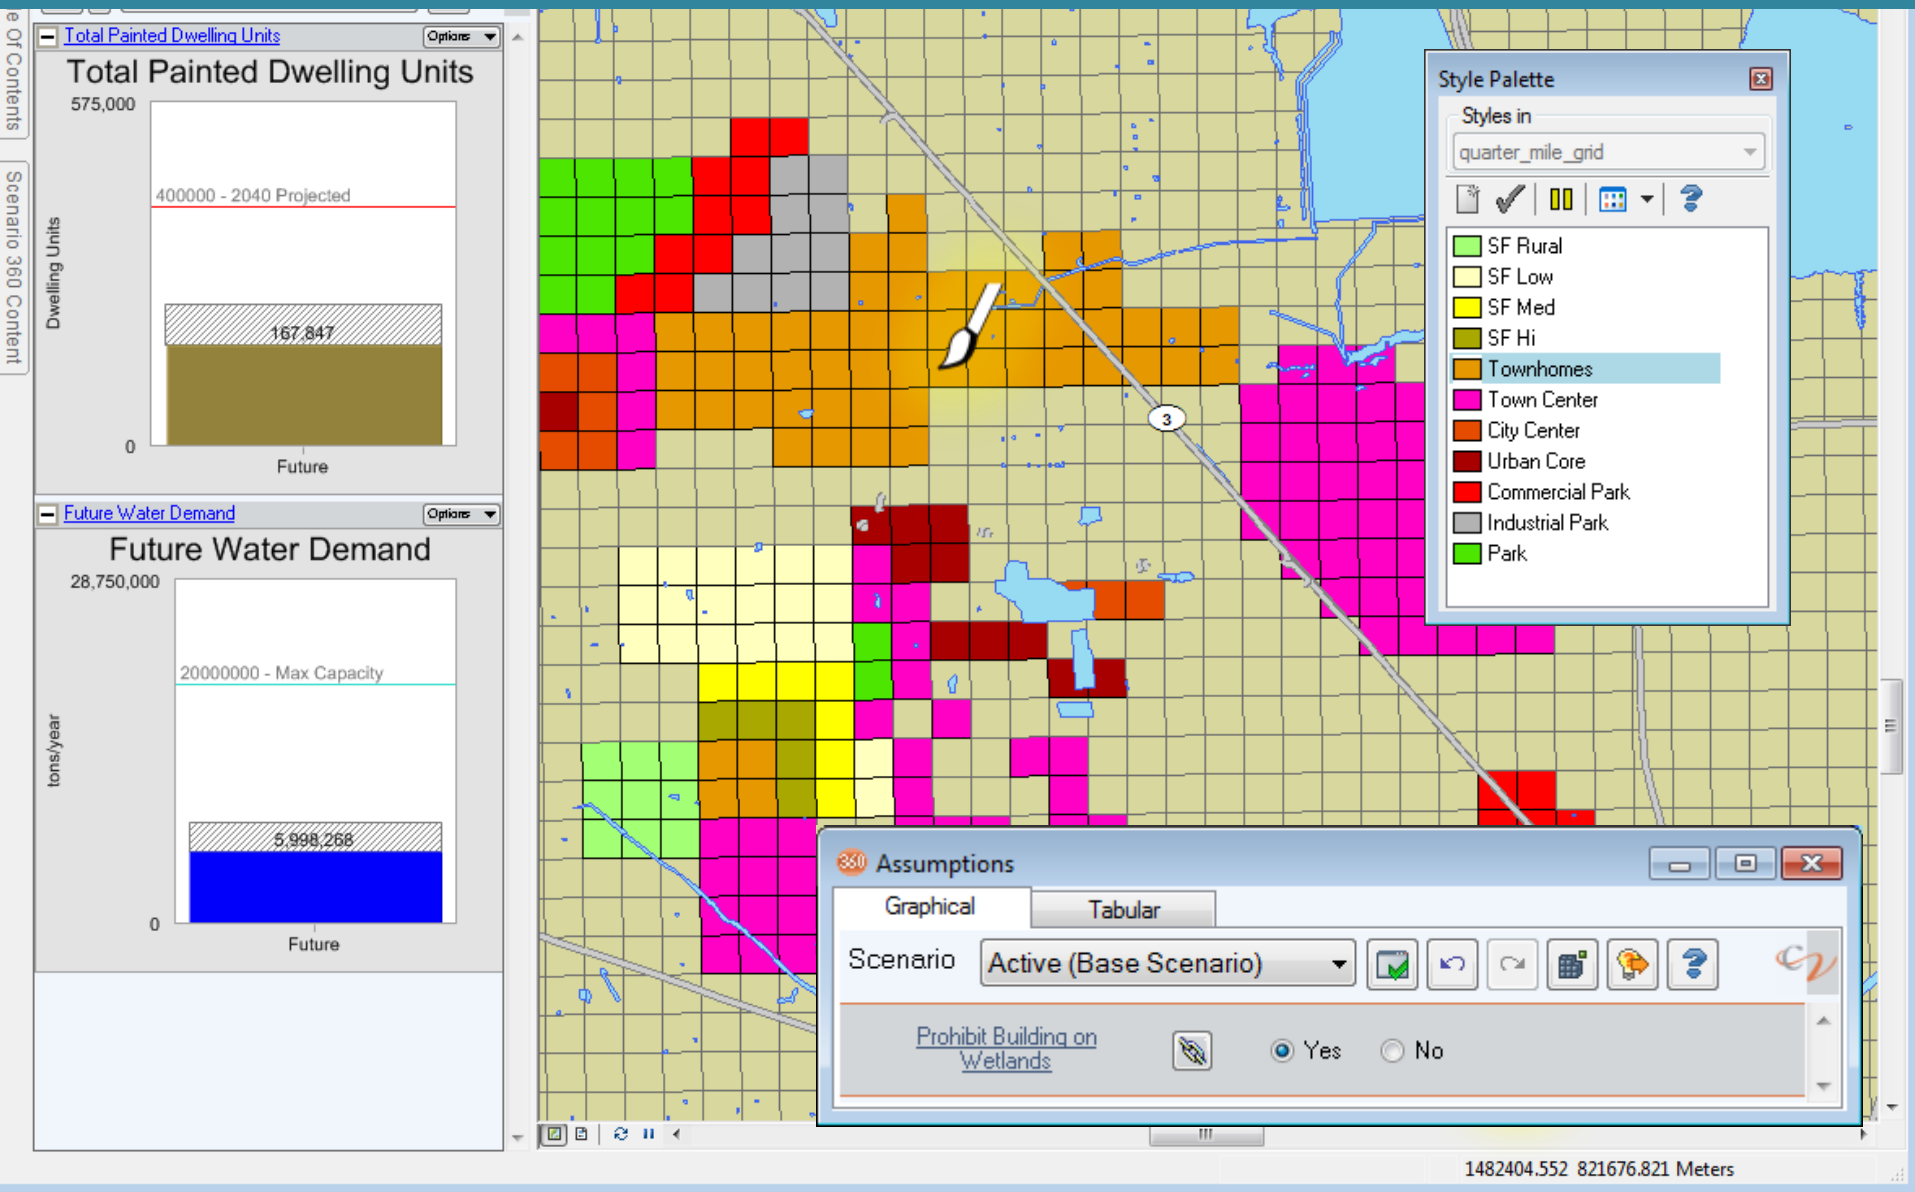 e Of Contents
Scenario 360 Content
Total Painted Dwelling Units
Options
Total Painted Dwelling Units
575,000
400000 - 2040 Projected
Dwelling Units
167,847
0
Future
Future Water Demand
Options
Future Water Demand
28,750,000
20000000 - Max Capacity
tons/year
5,998,268
0
Future
3
Style Palette
Styles in
quarter_mile_grid
SF Rural
SF Low
SF Med
SF Hi
Townhomes
Town Center
City Center
Urban Core
Commercial Park
Industrial Park
Park
360 Assumptions
Graphical
Tabular
Scenario
Active (Base Scenario)
Prohibit Building on
Wetlands
Yes
No
1482404.552 821676.821 Meters